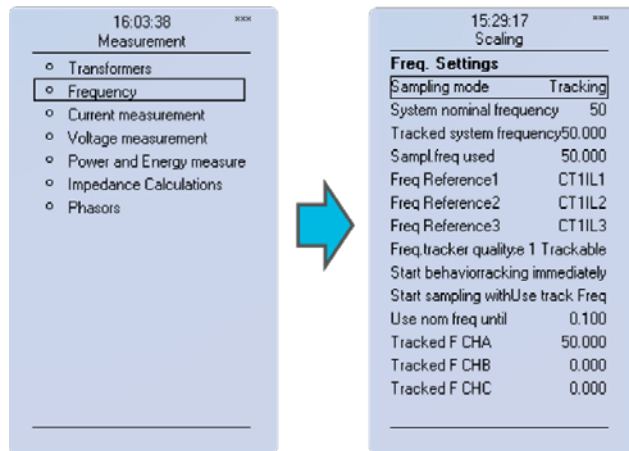 16:03:38 ×××
Measurement
Transformers
Frequency
Current measurement
Voltage measurement
Power and Energy measure
Impedance Calculations
Phasors
15:29:17 ×××
Scaling
Freq. Settings
Sampling mode Tracking
System nominal frequency 50
Tracked system frequency50.000
Sampl.freq used 50.000
Freq Reference1 CT1IL1
Freq Reference2 CT1IL2
Freq Reference3 CT1IL3
Freq.tracker quality:e 1 Trackable
Start behaviorracking immediately
Start sampling withUse track Freq
Use nom freq until 0.100
Tracked F CHA 50.000
Tracked F CHB 0.000
Tracked F CHC 0.000